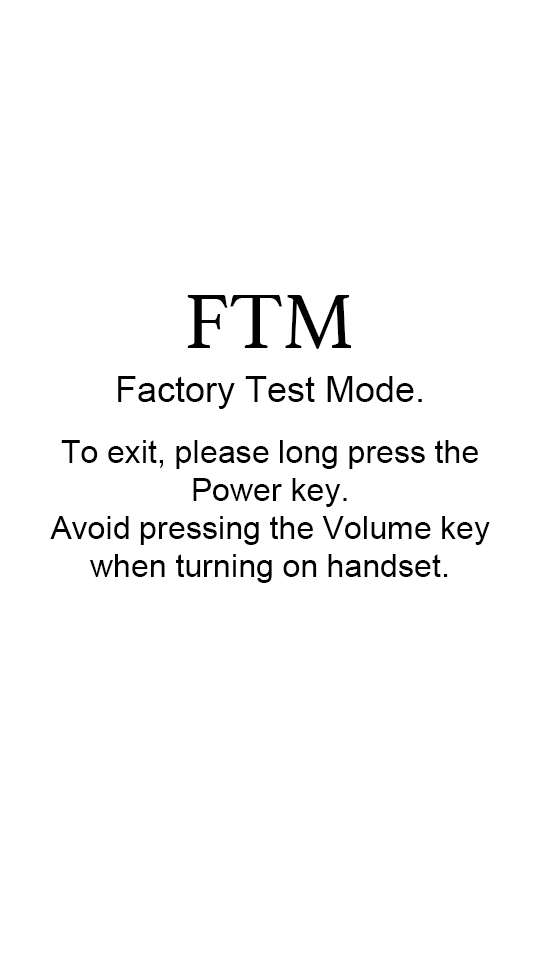 FTM
Factory Test Mode.
To exit, please long press the
Power key.
Avoid pressing the Volume key
when turning on handset.